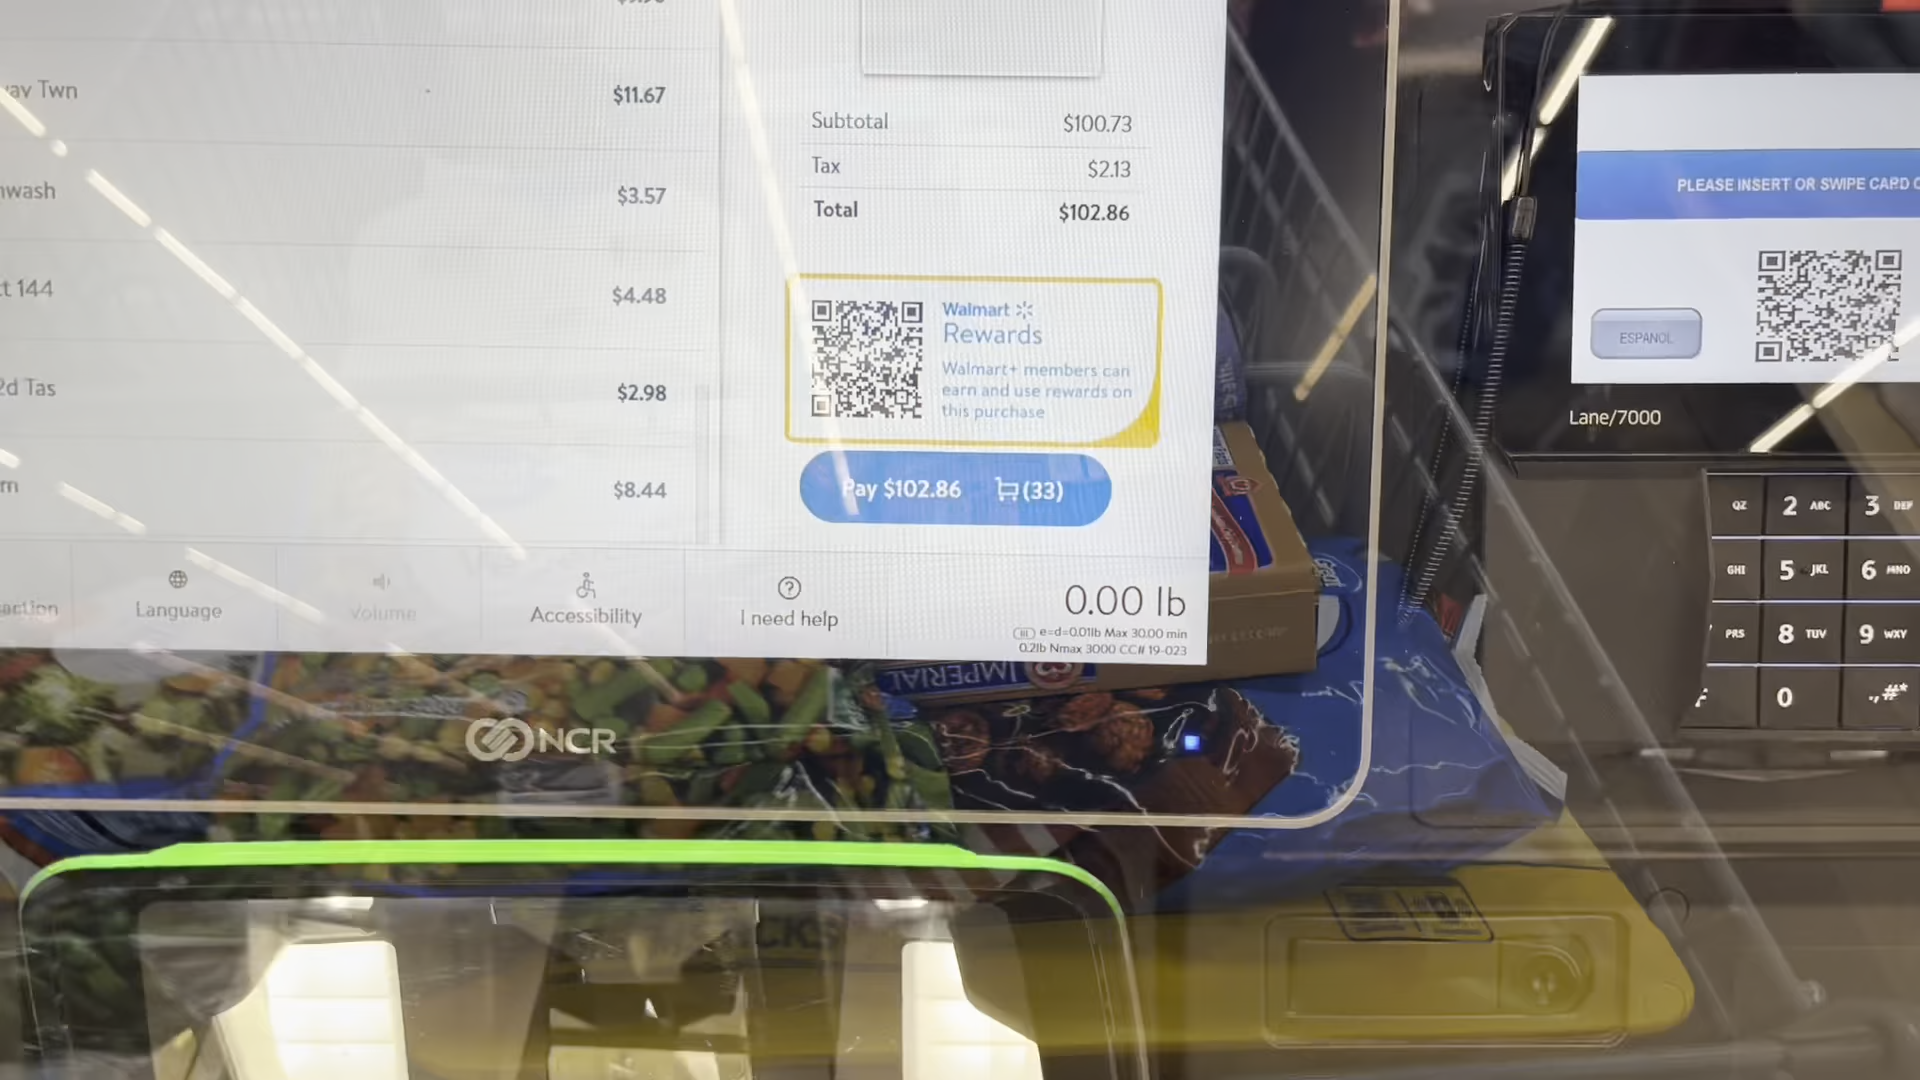 Twn
$11.67
$3.57
144
$4.48
2d Tas
$2.98
$8.44
Subtotal
$100.73
Tax
$2.13
Total
$102.86
Walmart
Rewards
Walmart+ members can
earn and use rewards on
this purchase
Pay $102.86
(33)
Language
Volume
Accessibility
I need help
0.00 lb
e=d=0.01lb Max 30.00 min
0.2lb Nmax 3000 CC# 19-023
NCR
IMPERIAL
PLEASE INSERT OR SWIPE CARD
ESPANOL
Lane/7000
QZ 2 ABC 3 DEF
GHI 5 JKL 6 MNO
PRS 8 TUV 9 WXY
0 .,#*